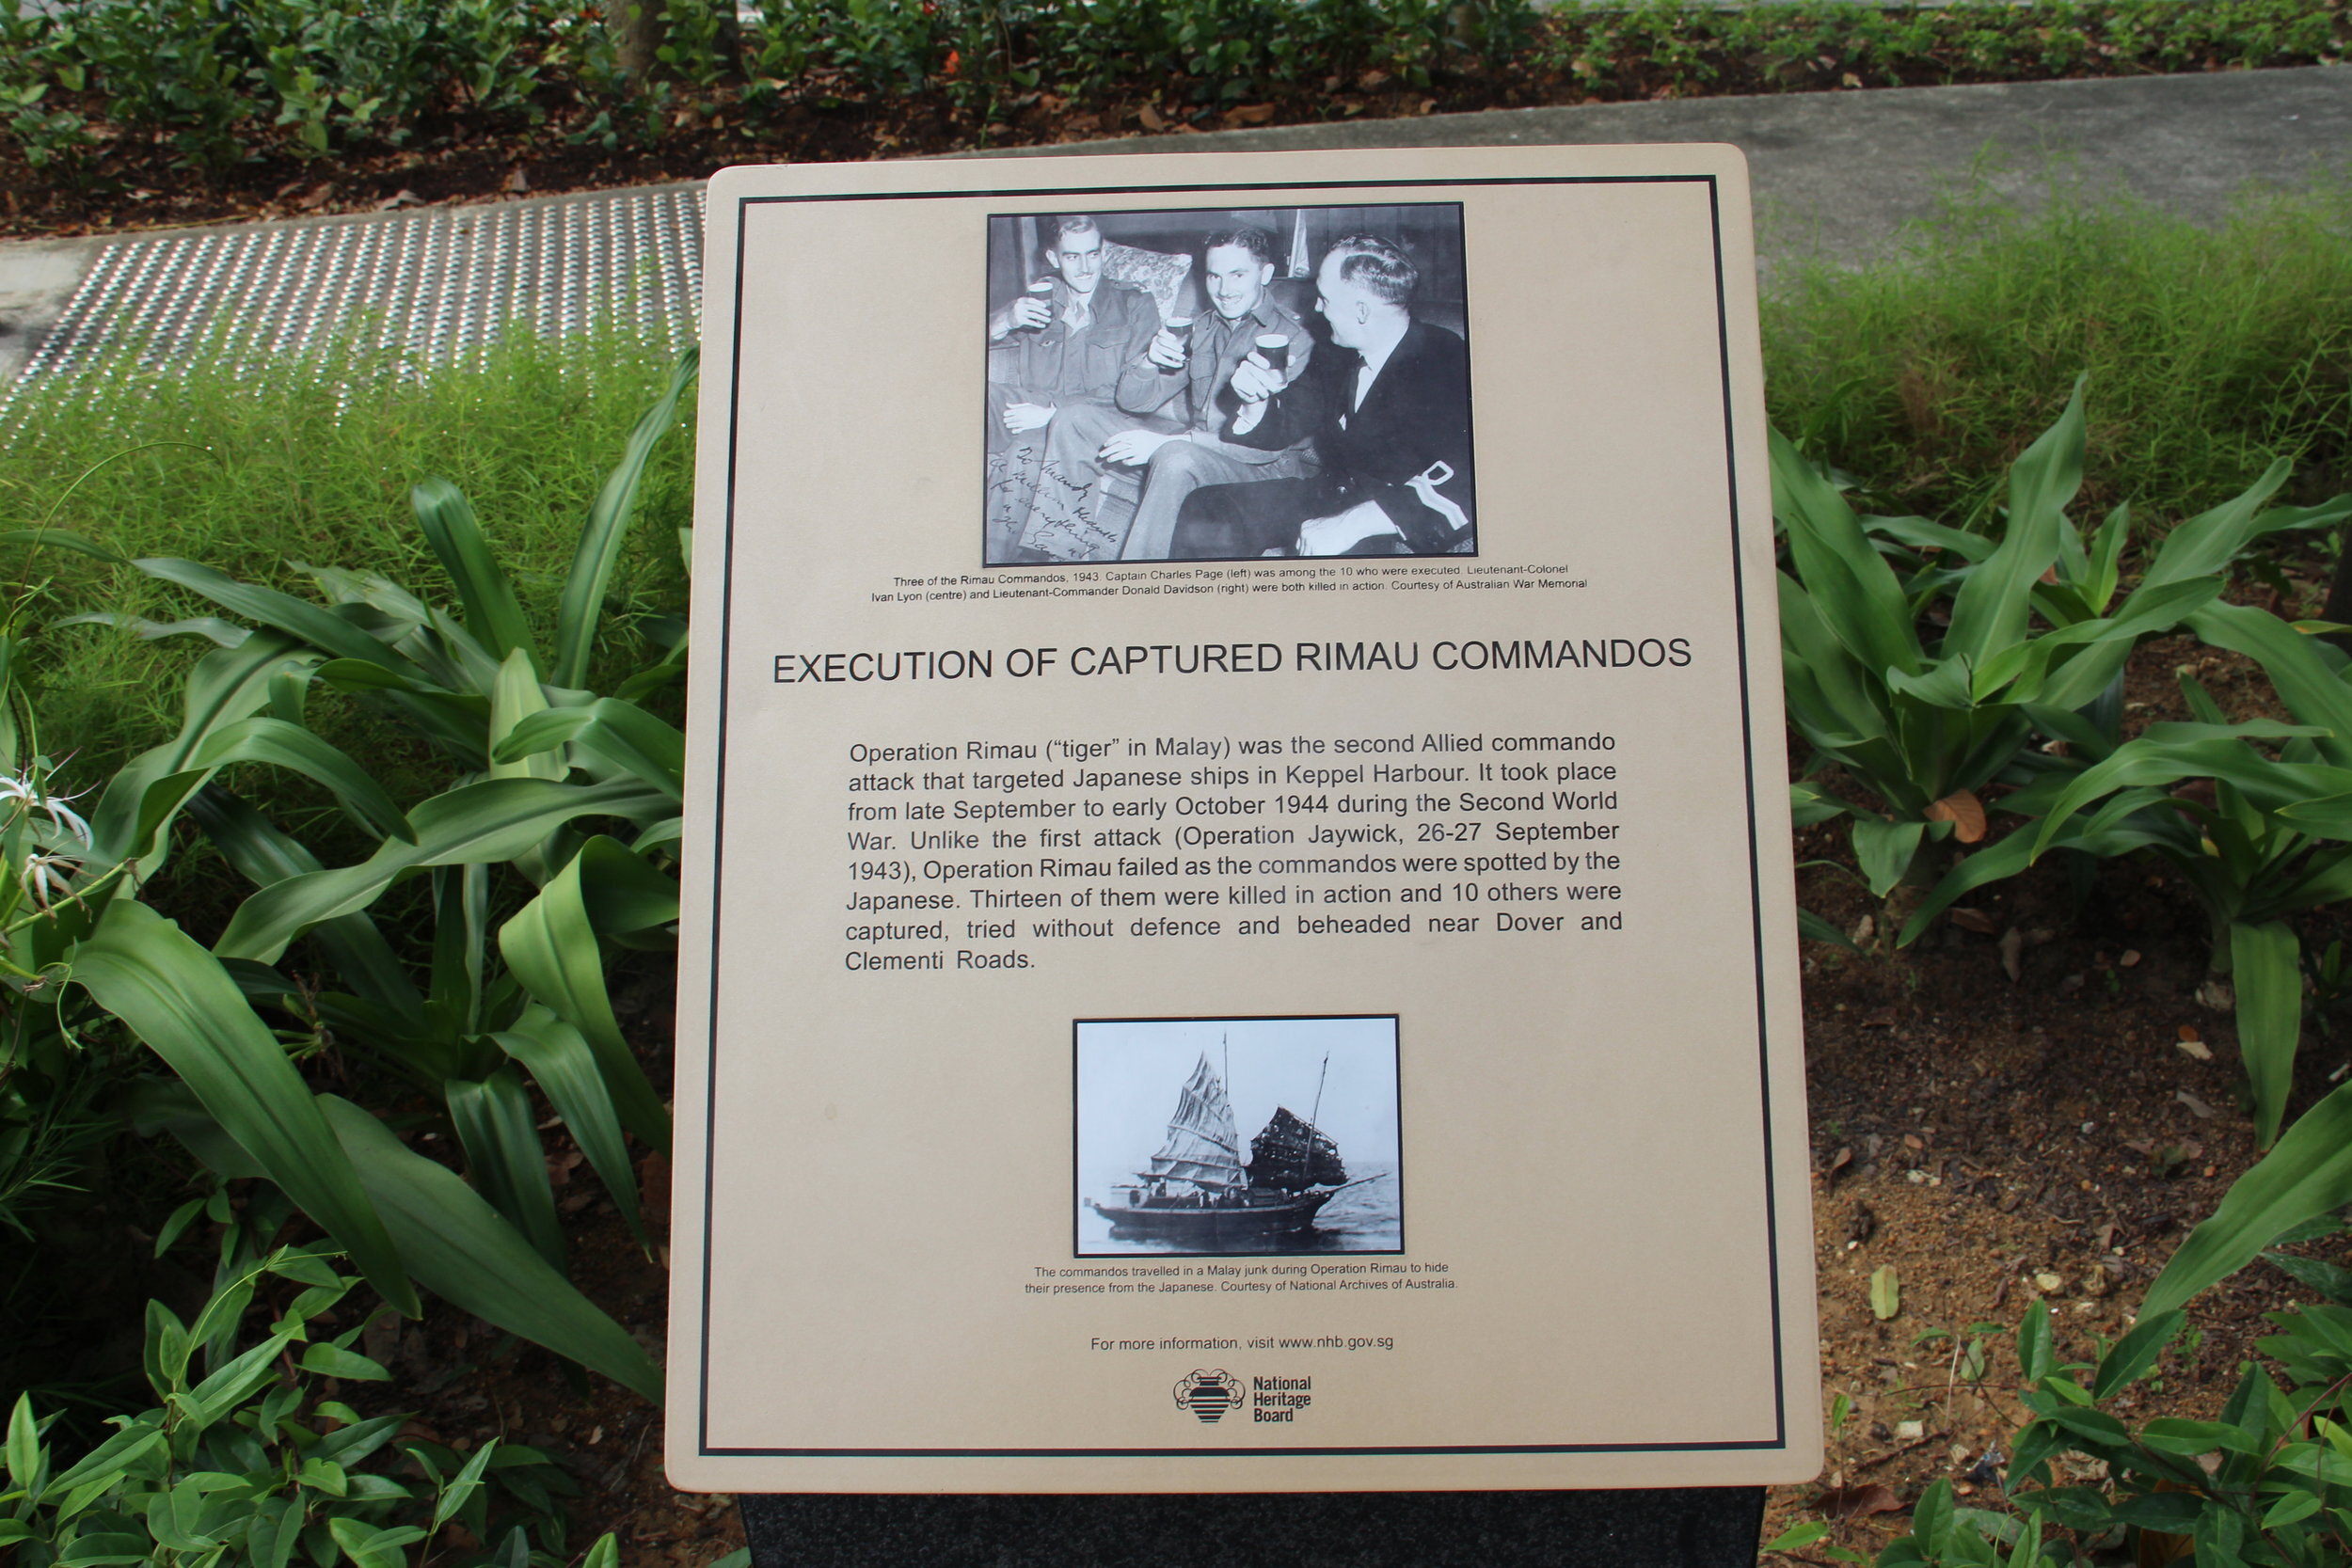 To Mandy
thanks
for everything
Three of the Rimau Commandos, 1943. Captain Charles Page (left) was among the 10 who were executed. Lieutenant-Colonel
Ivan Lyon (centre) and Lieutenant-Commander Donald Davidson (right) were both killed in action. Courtesy of Australian War Memorial
EXECUTION OF CAPTURED RIMAU COMMANDOS
Operation Rimau (“tiger” in Malay) was the second Allied commando
attack that targeted Japanese ships in Keppel Harbour. It took place
from late September to early October 1944 during the Second World
War. Unlike the first attack (Operation Jaywick, 26-27 September
1943), Operation Rimau failed as the commandos were spotted by the
Japanese. Thirteen of them were killed in action and 10 others were
captured, tried without defence and beheaded near Dover and
Clementi Roads.
The commandos travelled in a Malay junk during Operation Rimau to hide
their presence from the Japanese. Courtesy of National Archives of Australia.
For more information, visit www.nhb.gov.sg
National
Heritage
Board